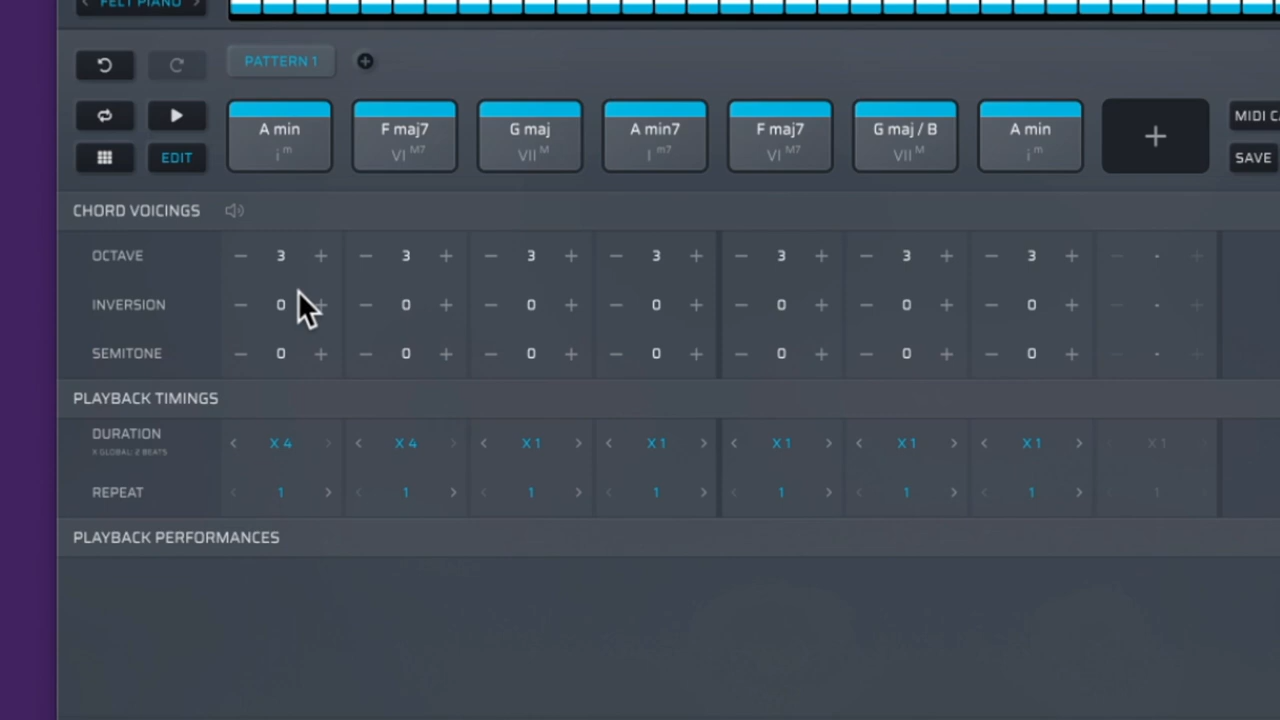 FELT PIANO
PATTERN 1
A min F maj7 G maj A min7 F maj7 G maj / B A min
i m VI M7 VII M I m7 VI M7 VII M i m
MIDI
EDIT
SAVE
CHORD VOICINGS
OCTAVE − 3 + − 3 + − 3 + − 3 + − 3 + − 3 + − 3 + − - +
INVERSION − 0 + − 0 + − 0 + − 0 + − 0 + − 0 + − 0 + − - +
SEMITONE − 0 + − 0 + − 0 + − 0 + − 0 + − 0 + − 0 + − - +
PLAYBACK TIMINGS
DURATION < X 4 > < X 4 > < X 1 > < X 1 > < X 1 > < X 1 > < X 1 > X 1
X GLOBAL: 2 BEATS
REPEAT < 1 > < 1 > < 1 > < 1 > < 1 > < 1 > < 1 > 1
PLAYBACK PERFORMANCES